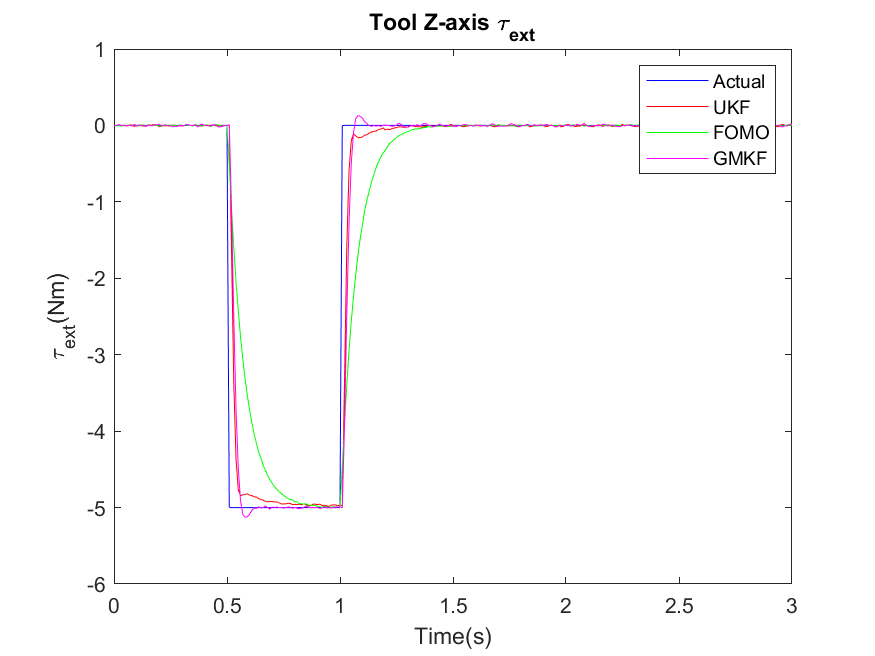 Tool Z-axis τext
1
0
-1
-2
-3
-4
-5
-6
τext(Nm)
Actual
UKF
FOMO
GMKF
0 0.5 1 1.5 2 2.5 3
Time(s)